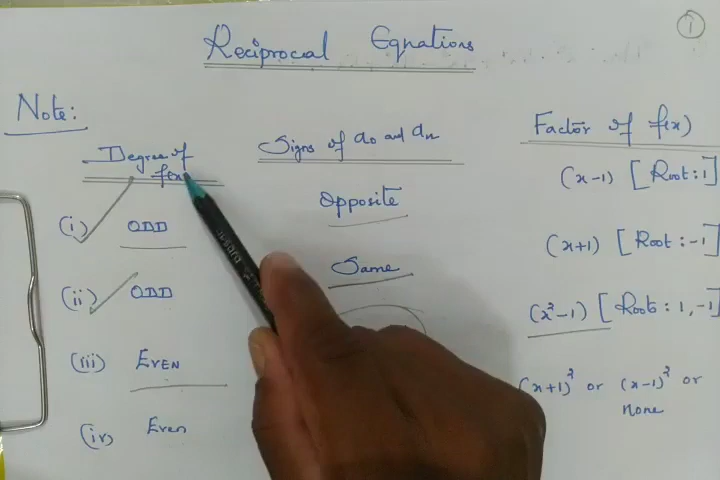 1
Reciprocal Equations
Note:
Degree of f(x)
Signs of a0 and an
Factor of f(x)
(i) ODD Opposite (x-1) [Root: 1]
(ii) ODD Same (x+1) [Root: -1]
(iii) EVEN (x²-1) [Roots: 1, -1]
(iv) Even (x+1)² or (x-1)² or
none